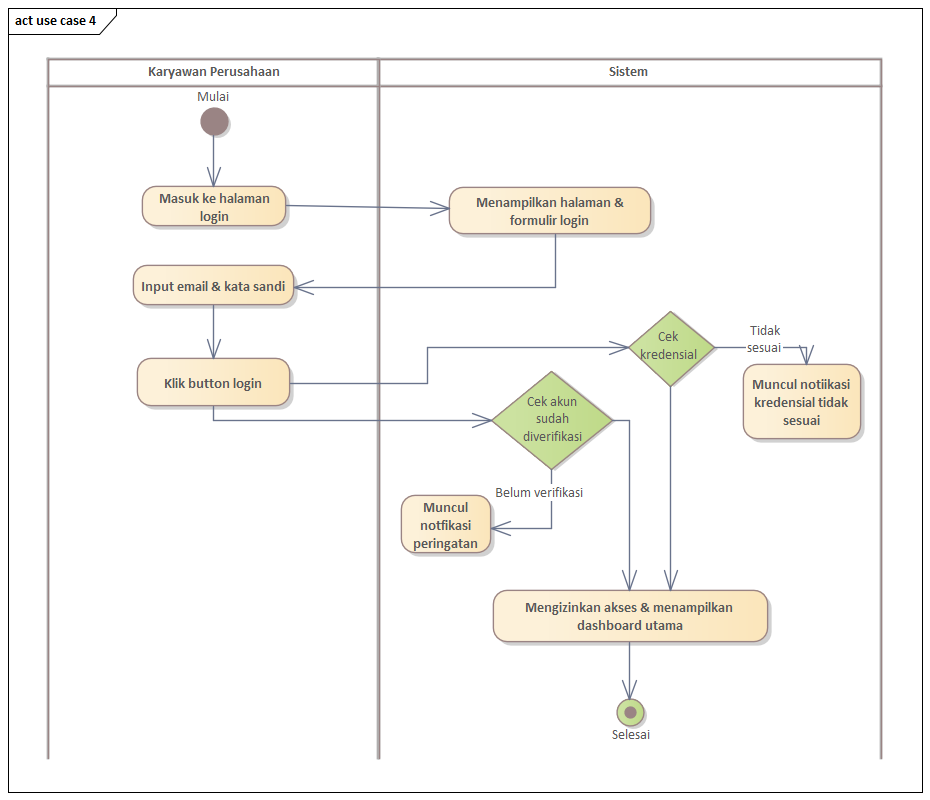 act use case 4
Karyawan Perusahaan
Sistem
Mulai
Masuk ke halaman
login
Menampilkan halaman &
formulir login
Input email & kata sandi
Klik button login
Cek
kredensial
Tidak
sesuai
Muncul notiikasi
kredensial tidak
sesuai
Cek akun
sudah
diverifikasi
Belum verifikasi
Muncul
notfikasi
peringatan
Mengizinkan akses & menampilkan
dashboard utama
Selesai